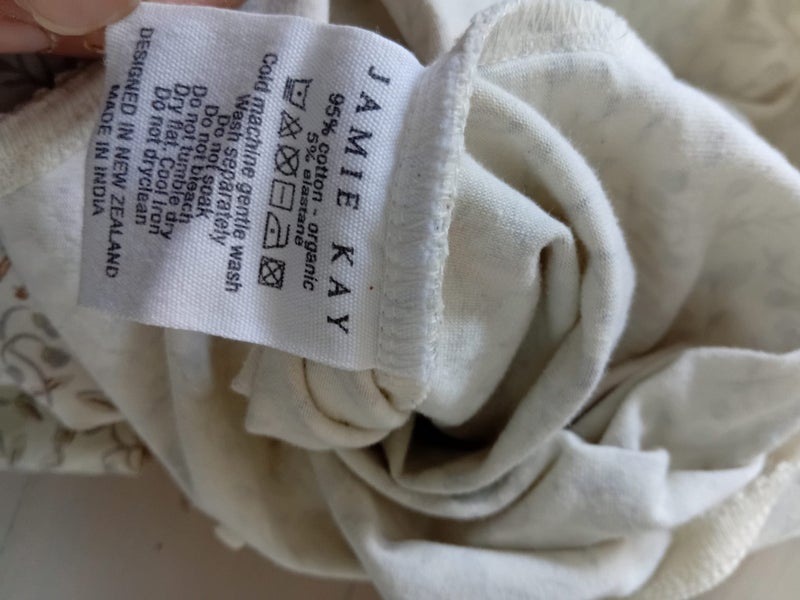 JAMIE KAY
95% cotton - organic
5% elastane
Cold machine gentle wash
Wash separately
Do not soak
Do not bleach
Do not tumble dry
Dry flat. Cool Iron
Do not dryclean
DESIGNED IN NEW ZEALAND
MADE IN INDIA